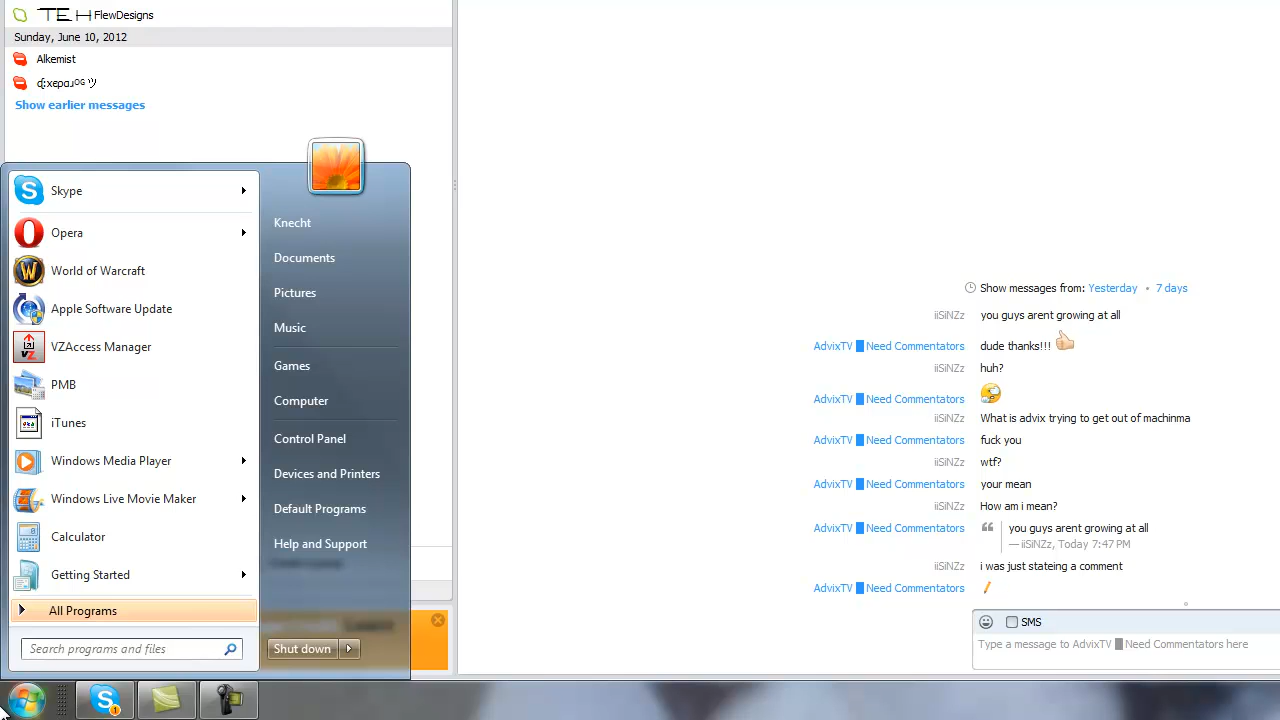 TEH FlewDesigns
Sunday, June 10, 2012
Alkemist
Show earlier messages
Skype
Opera
World of Warcraft
Apple Software Update
VZAccess Manager
PMB
iTunes
Windows Media Player
Windows Live Movie Maker
Calculator
Getting Started
All Programs
Search programs and files
Knecht
Documents
Pictures
Music
Games
Computer
Control Panel
Devices and Printers
Default Programs
Help and Support
Shut down
Show messages from: Yesterday • 7 days
iiSiNZz you guys arent growing at all
AdvixTV █ Need Commentators dude thanks!!!
iiSiNZz huh?
AdvixTV █ Need Commentators
iiSiNZz What is advix trying to get out of machinma
AdvixTV █ Need Commentators fuck you
iiSiNZz wtf?
AdvixTV █ Need Commentators your mean
iiSiNZz How am i mean?
AdvixTV █ Need Commentators you guys arent growing at all
— iiSiNZz, Today 7:47 PM
iiSiNZz i was just stateing a comment
AdvixTV █ Need Commentators
SMS
Type a message to AdvixTV █ Need Commentators here
1